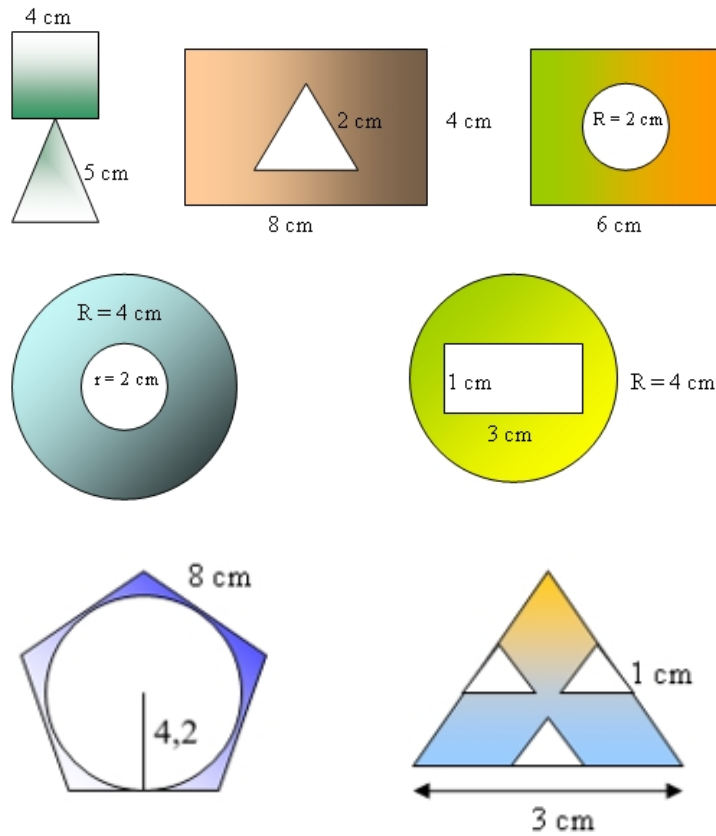 4 cm
5 cm
2 cm
4 cm
8 cm
R = 2 cm
6 cm
R = 4 cm
r = 2 cm
1 cm
3 cm
R = 4 cm
8 cm
4,2
1 cm
3 cm